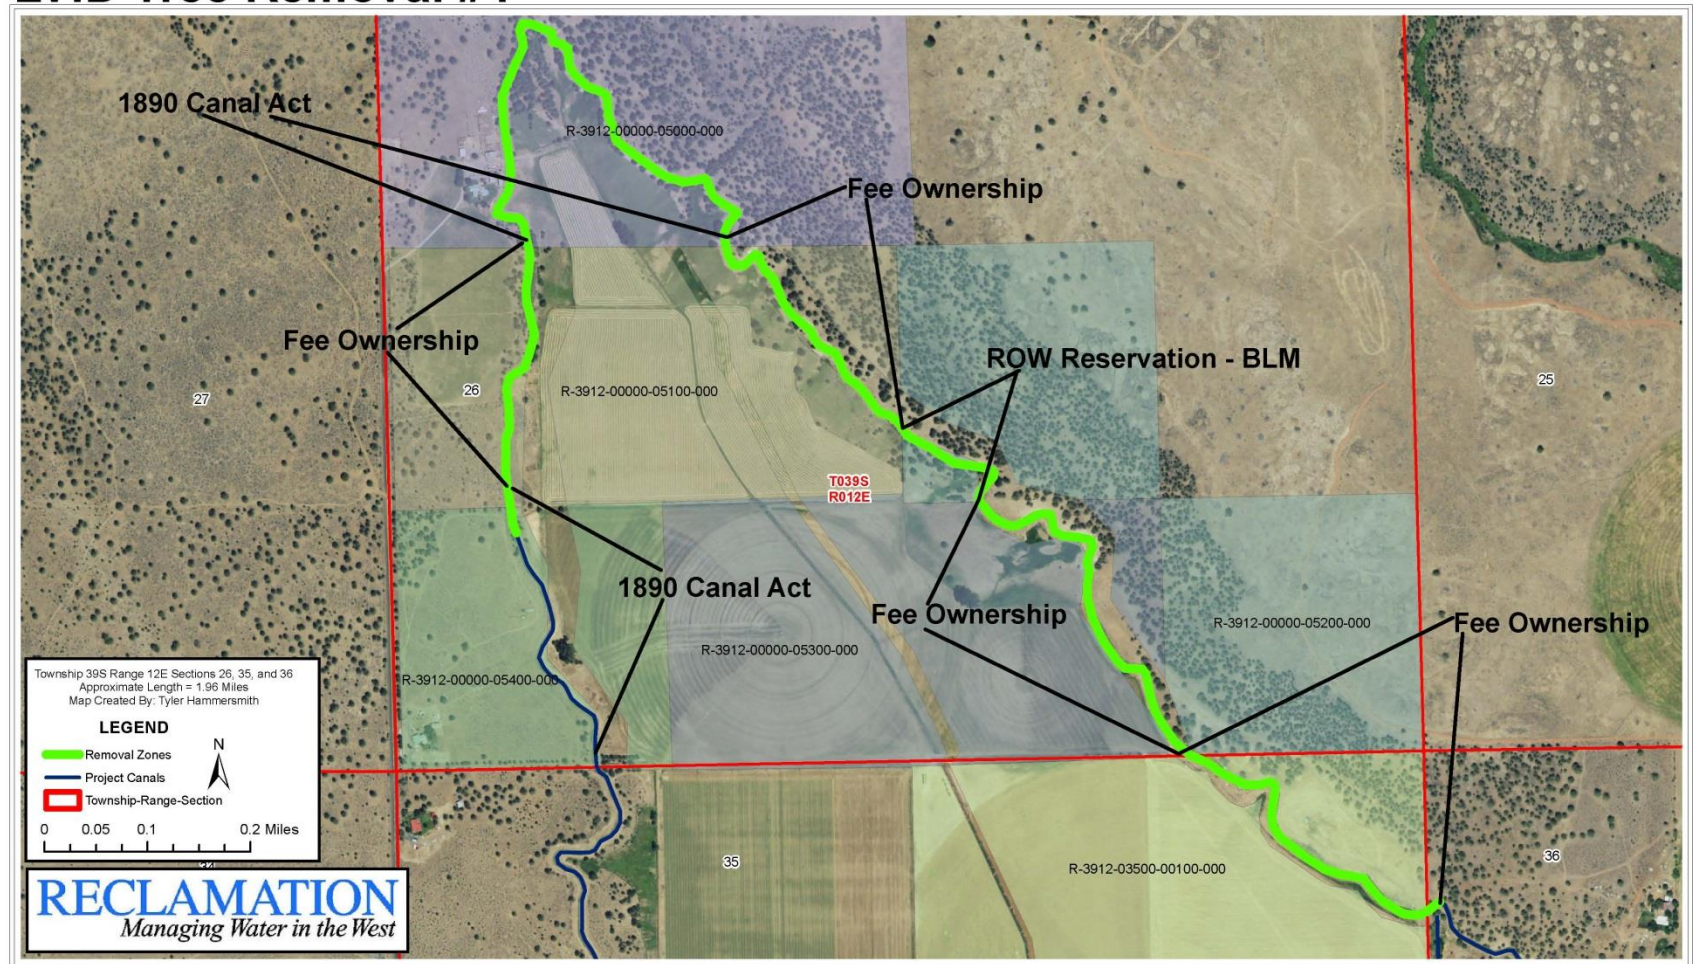 1890 Canal Act
R-3912-00000-05000-000
Fee Ownership
Fee Ownership
ROW Reservation - BLM
25
26
27
R-3912-00000-05100-000
T039S
R012E
1890 Canal Act
Fee Ownership
Fee Ownership
R-3912-00000-05200-000
R-3912-00000-05300-000
R-3912-00000-05400-000
Township 39S Range 12E Sections 26, 35, and 36
Approximate Length = 1.96 Miles
Map Created By: Tyler Hammersmith
LEGEND
N
Removal Zones
Project Canals
Township-Range-Section
0 0.05 0.1 0.2 Miles
35
36
R-3912-03500-00100-000
RECLAMATION
Managing Water in the West